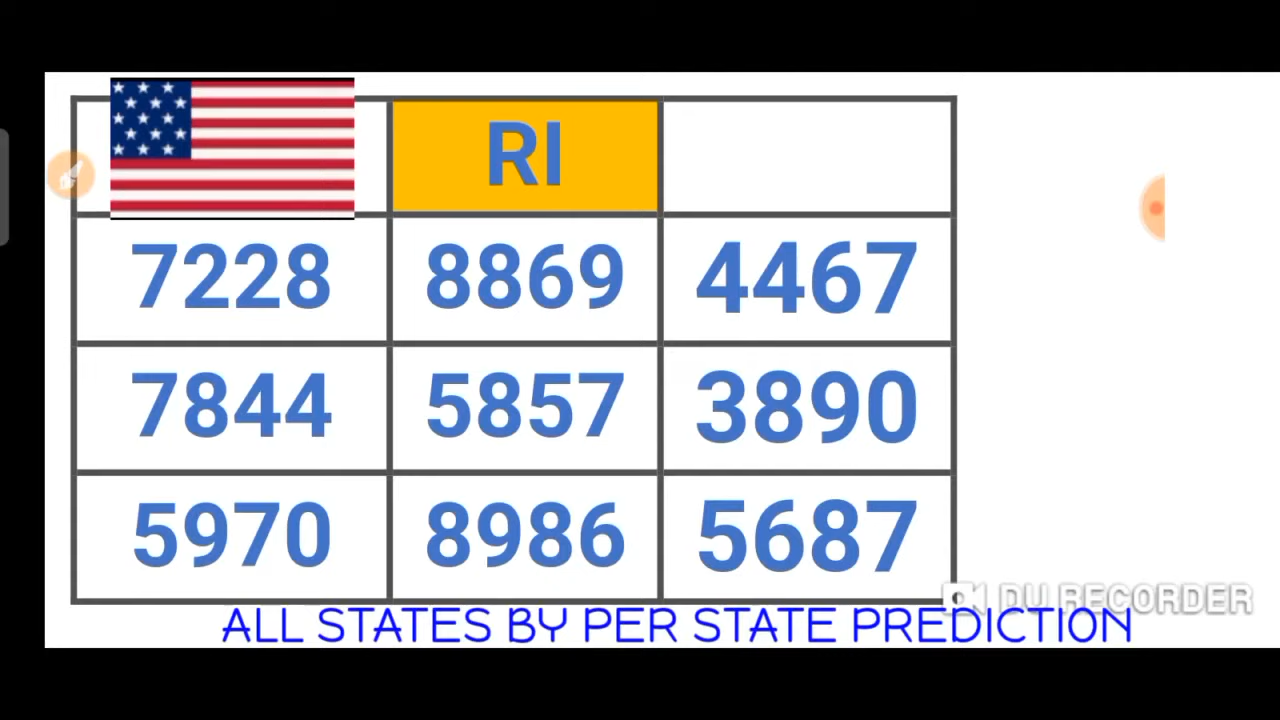 RI
7228 8869 4467
7844 5857 3890
5970 8986 5687
DU RECORDER
ALL STATES BY PER STATE PREDICTION